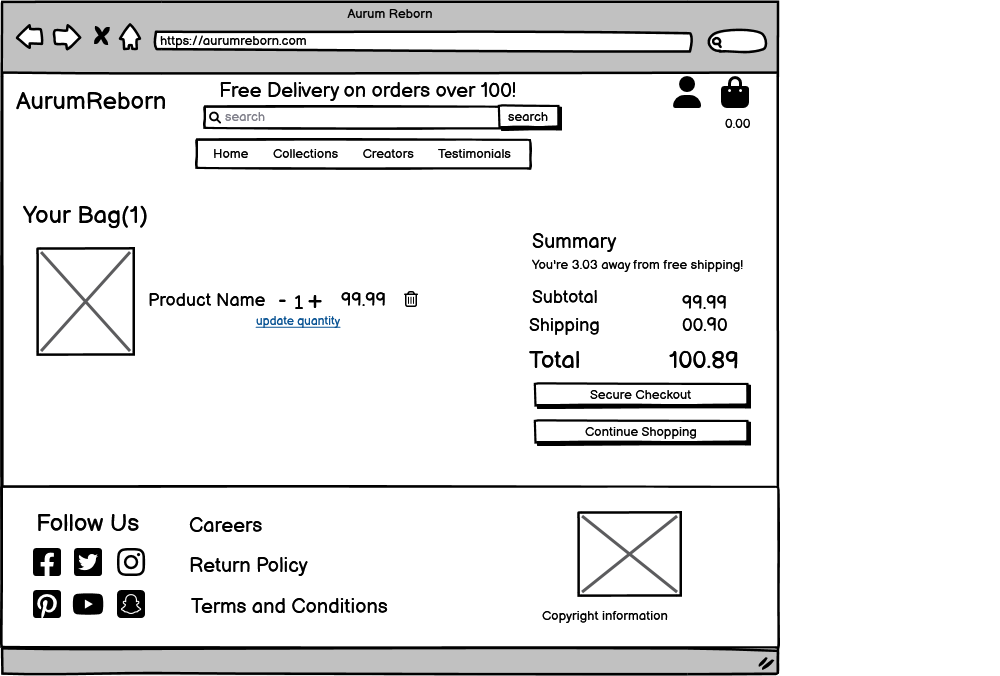 Aurum Reborn
https://aurumreborn.com
AurumReborn
Free Delivery on orders over 100!
search
search
0.00
Home Collections Creators Testimonials
Your Bag(1)
Product Name - 1 + 99.99
update quantity
Summary
You're 3.03 away from free shipping!
Subtotal 99.99
Shipping 00.90
Total 100.89
Secure Checkout
Continue Shopping
Follow Us
Careers
Return Policy
Terms and Conditions
Copyright information